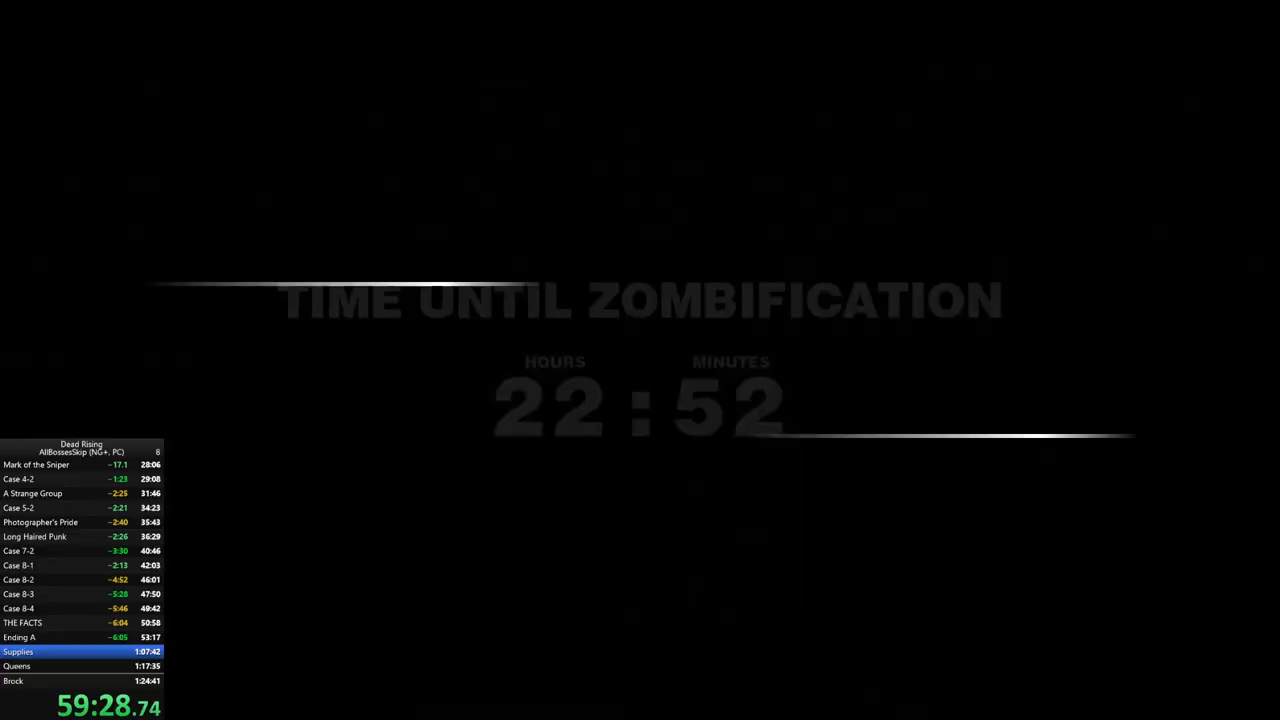 TIME UNTIL ZOMBIFICATION
HOURS MINUTES
22 : 52
Dead Rising
AllBossesSkip (NG+, PC) 8
Mark of the Sniper −17.1 28:06
Case 4-2 −1:23 29:08
A Strange Group −2:25 31:46
Case 5-2 −2:21 34:23
Photographer's Pride −2:40 35:43
Long Haired Punk −2:26 36:29
Case 7-2 −3:30 40:46
Case 8-1 −2:13 42:03
Case 8-2 −4:52 46:01
Case 8-3 −5:28 47:50
Case 8-4 −5:46 49:42
THE FACTS −6:04 50:58
Ending A −6:05 53:17
Supplies 1:07:42
Queens 1:17:35
Brock 1:24:41
59:28.74